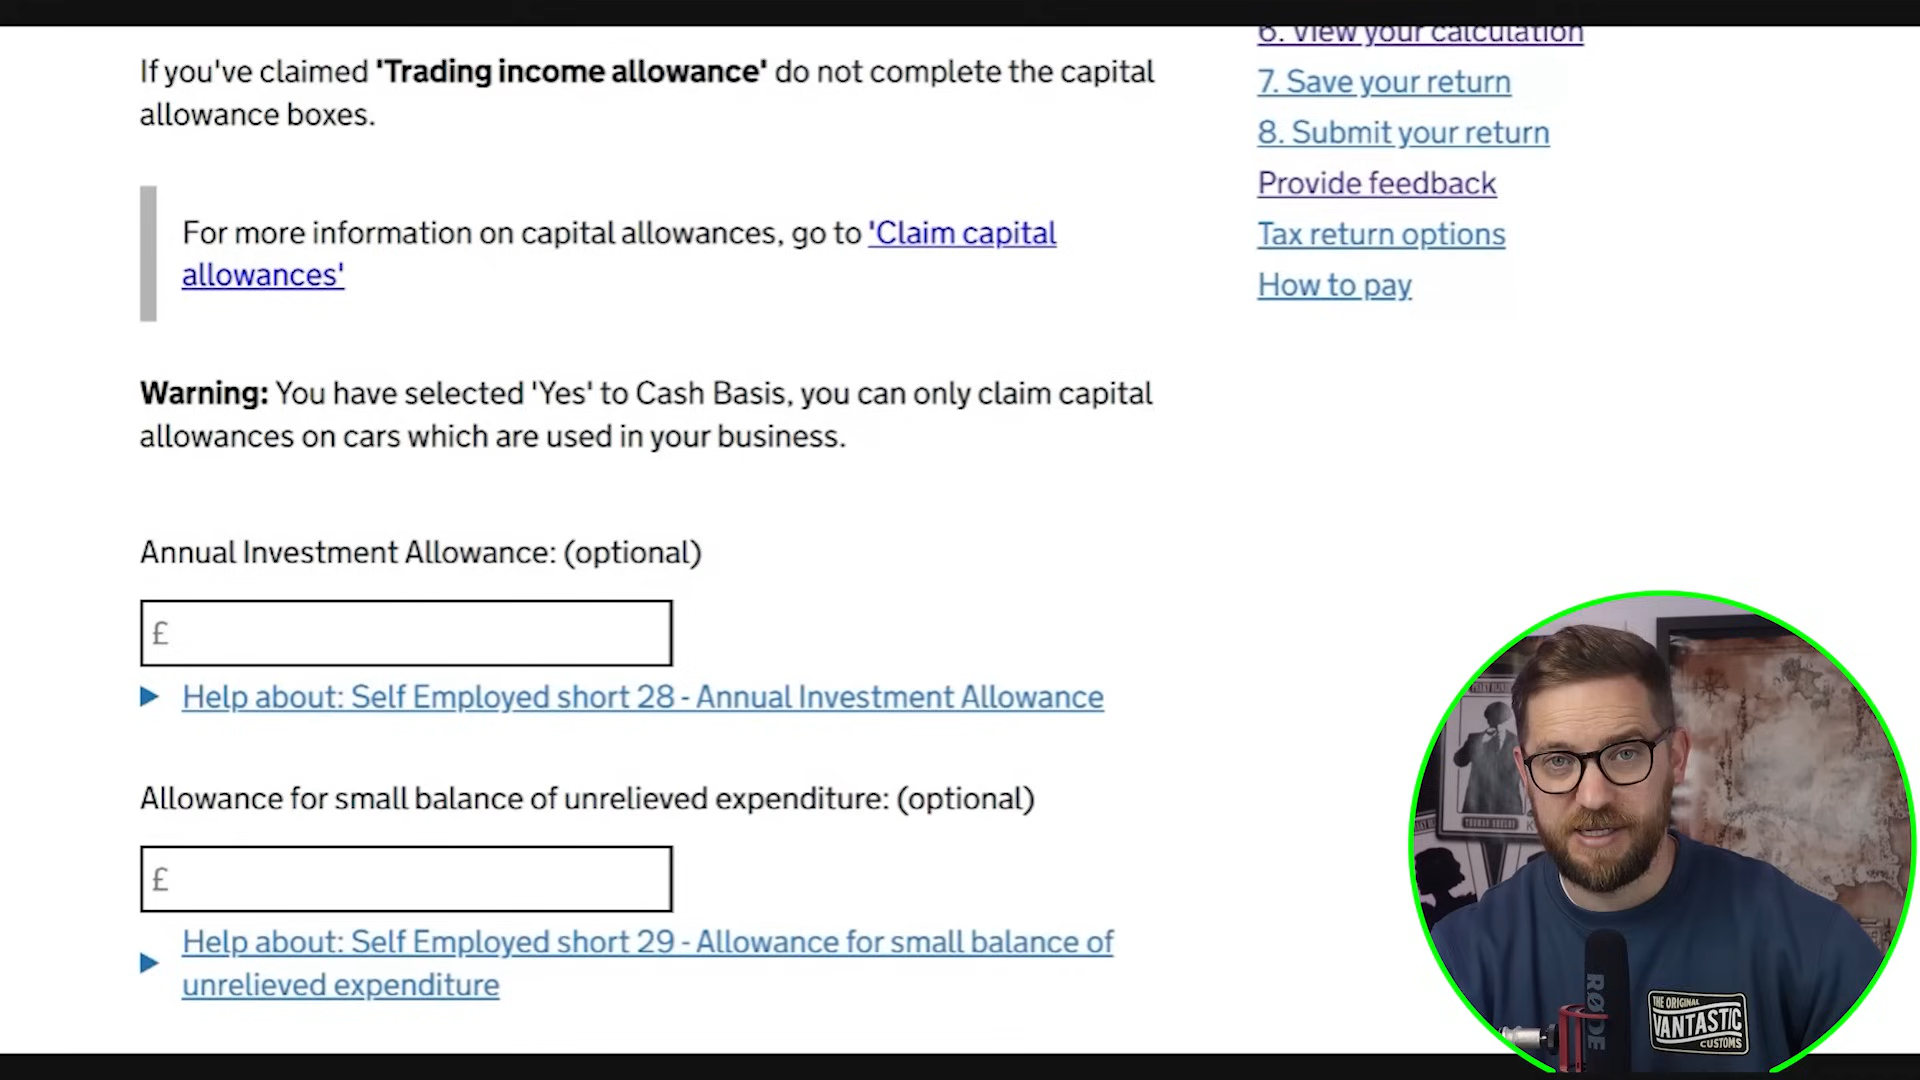 If you've claimed 'Trading income allowance' do not complete the capital
allowance boxes.
For more information on capital allowances, go to 'Claim capital
allowances'
Warning: You have selected 'Yes' to Cash Basis, you can only claim capital
allowances on cars which are used in your business.
Annual Investment Allowance: (optional)
£
Help about: Self Employed short 28 - Annual Investment Allowance
Allowance for small balance of unrelieved expenditure: (optional)
£
Help about: Self Employed short 29 - Allowance for small balance of
unrelieved expenditure
6. View your calculation
7. Save your return
8. Submit your return
Provide feedback
Tax return options
How to pay
THOMAS SHELBY
RØDE
THE ORIGINAL
VANTASTIC
CUSTOMS